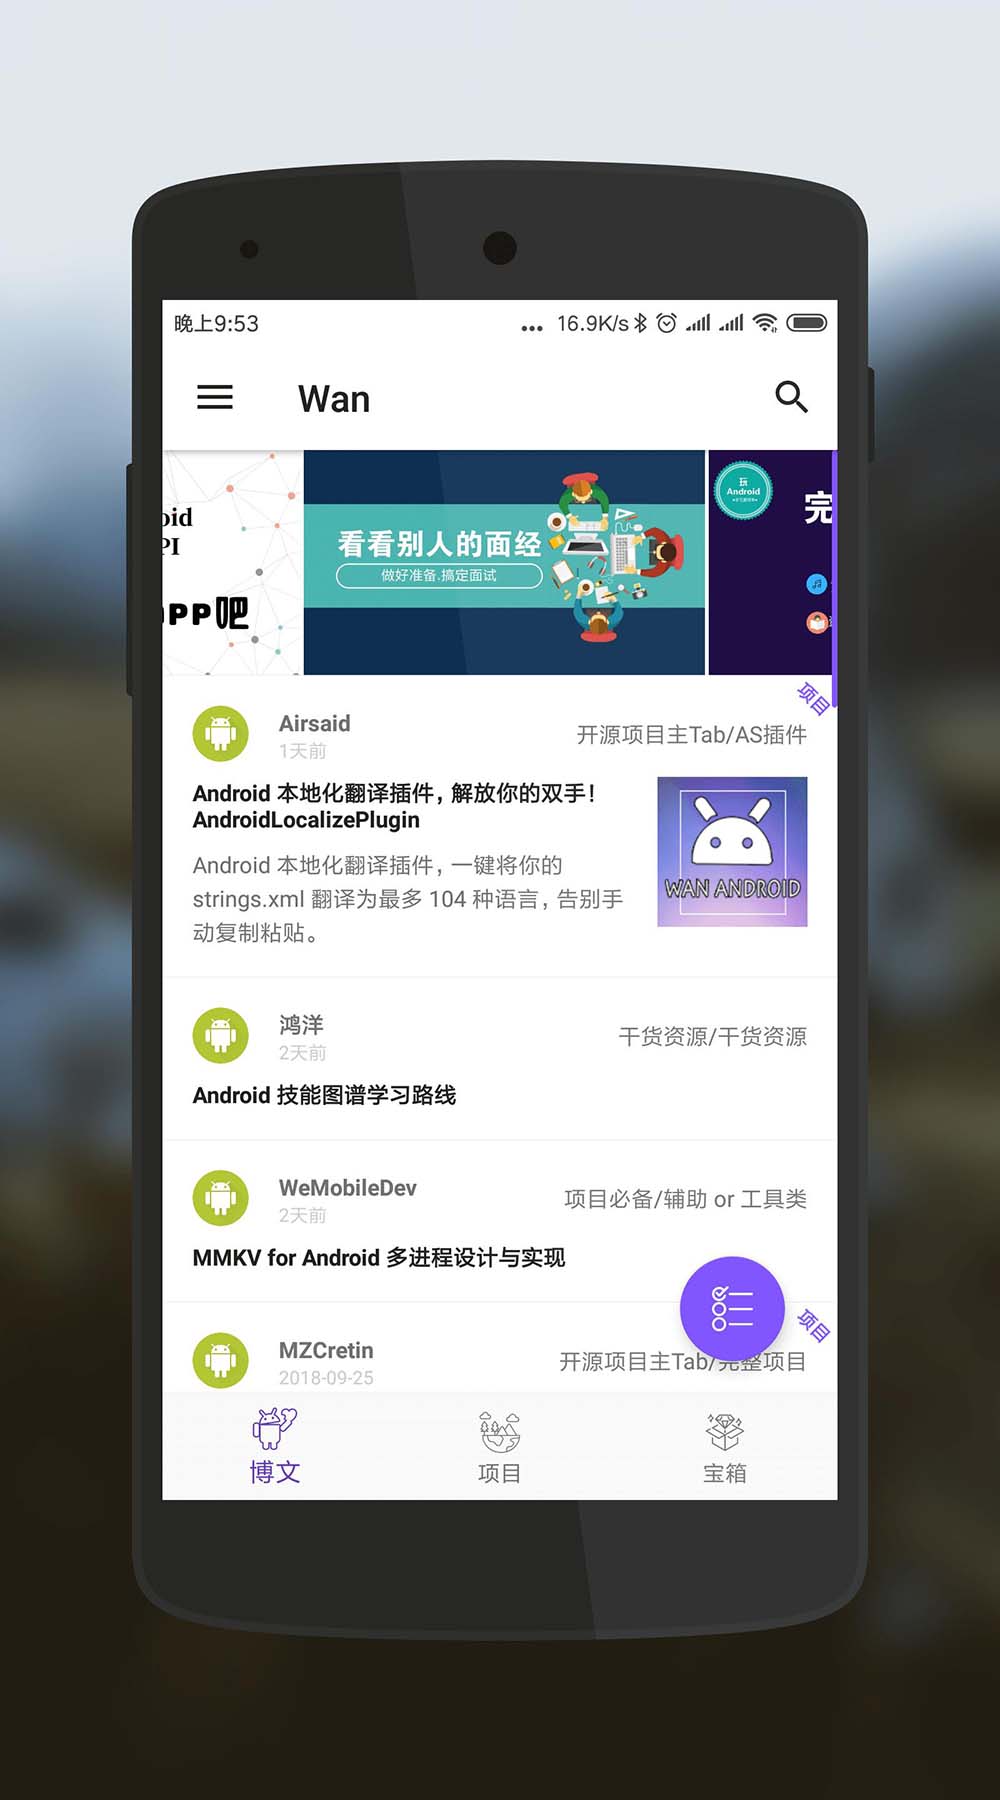 晚上9:53
... 16.9K/s
Wan
oid
PI
APP吧
看看别人的面经
做好准备.搞定面试
玩
Android
完
项目
Airsaid
1天前
开源项目主Tab/AS插件
Android 本地化翻译插件，解放你的双手！
AndroidLocalizePlugin
Android 本地化翻译插件，一键将你的
strings.xml 翻译为最多 104 种语言，告别手
动复制粘贴。
WAN ANDROID
鸿洋
2天前
干货资源/干货资源
Android 技能图谱学习路线
WeMobileDev
2天前
项目必备/辅助 or 工具类
MMKV for Android 多进程设计与实现
项目
MZCretin
2018-09-25
开源项目主Tab/完整项目
博文
项目
宝箱